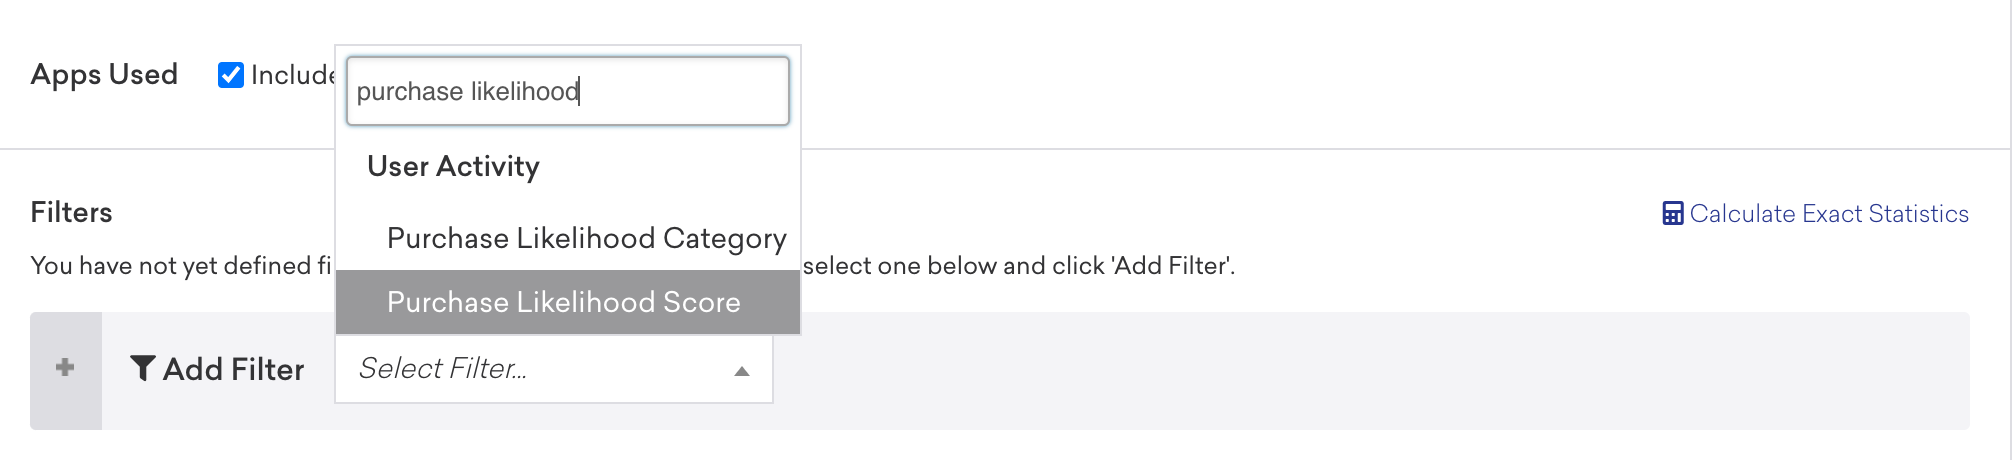 Apps Used
Include
purchase likelihood
User Activity
Purchase Likelihood Category
Purchase Likelihood Score
Filters
Calculate Exact Statistics
You have not yet defined fi select one below and click 'Add Filter'.
Add Filter
Select Filter...